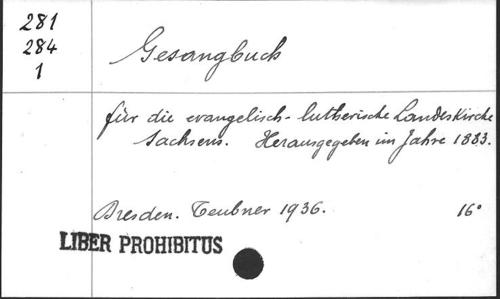 281
284
1
Gesangbuch
für die evangelisch-lutherische Landeskirche
Sachsens. Herausgegeben im Jahre 1883.
Dresden. Teubner 1936. 16°
LIBER PROHIBITUS